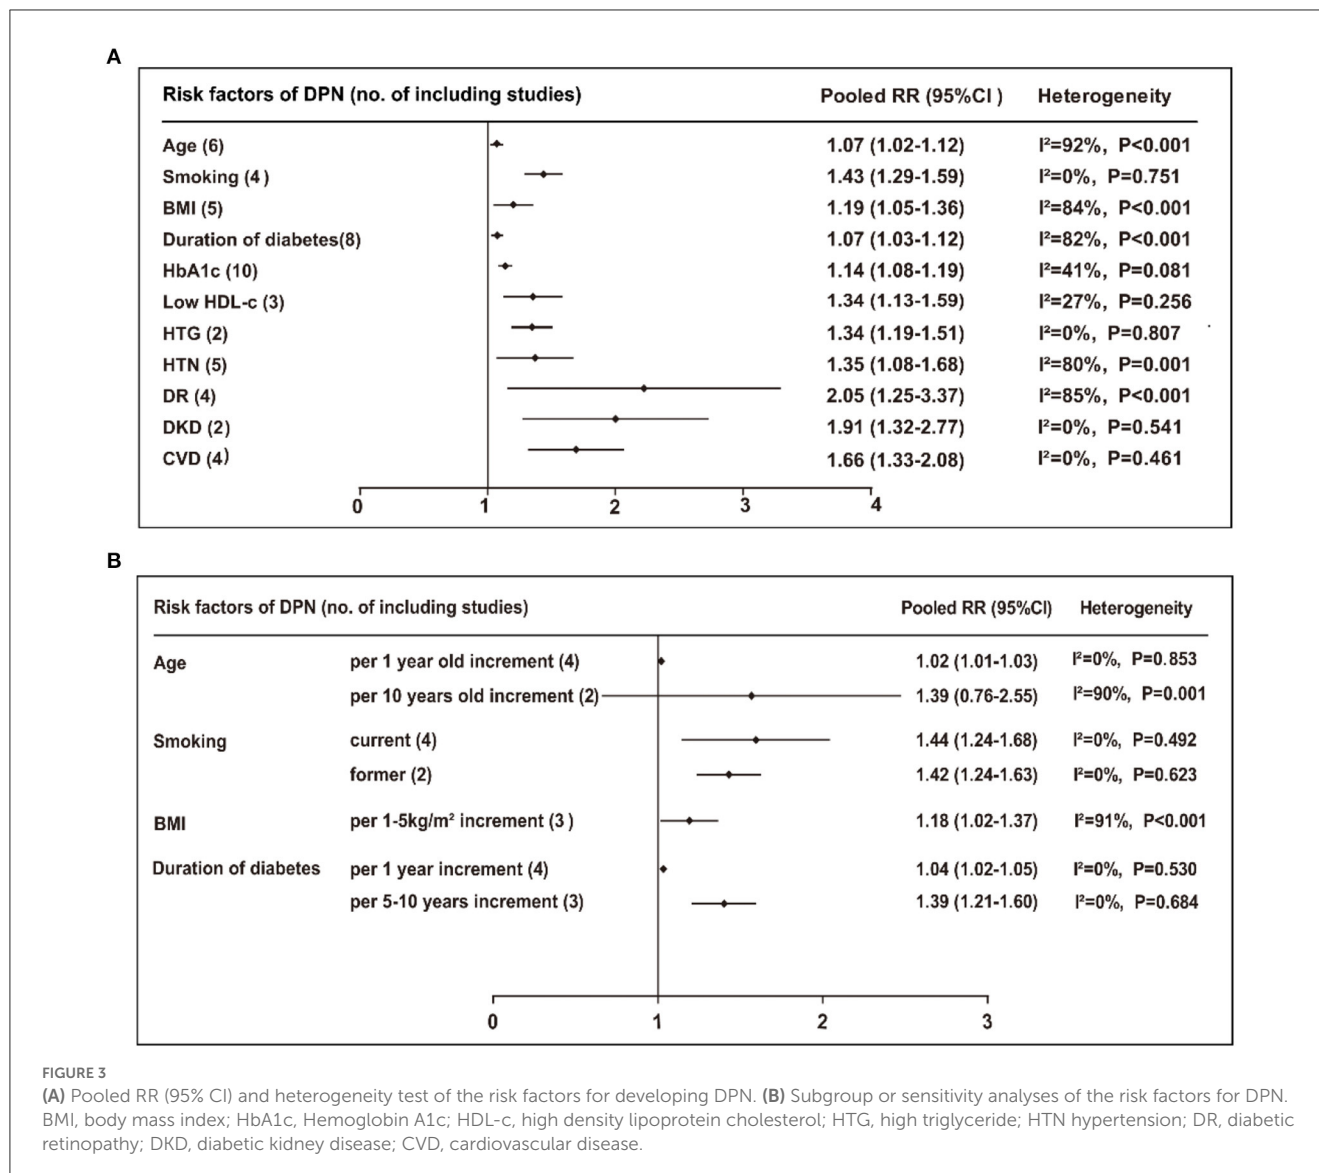 A
Risk factors of DPN (no. of including studies) Pooled RR (95%CI ) Heterogeneity
Age (6) 1.07 (1.02-1.12) I²=92%, P<0.001
Smoking (4 ) 1.43 (1.29-1.59) I²=0%, P=0.751
BMI (5) 1.19 (1.05-1.36) I²=84%, P<0.001
Duration of diabetes(8) 1.07 (1.03-1.12) I²=82%, P<0.001
HbA1c (10) 1.14 (1.08-1.19) I²=41%, P=0.081
Low HDL-c (3) 1.34 (1.13-1.59) I²=27%, P=0.256
HTG (2) 1.34 (1.19-1.51) I²=0%, P=0.807
HTN (5) 1.35 (1.08-1.68) I²=80%, P=0.001
DR (4) 2.05 (1.25-3.37) I²=85%, P<0.001
DKD (2) 1.91 (1.32-2.77) I²=0%, P=0.541
CVD (4) 1.66 (1.33-2.08) I²=0%, P=0.461
0 1 2 3 4
B
Risk factors of DPN (no. of including studies) Pooled RR (95%CI) Heterogeneity
Age per 1 year old increment (4) 1.02 (1.01-1.03) I²=0%, P=0.853
per 10 years old increment (2) 1.39 (0.76-2.55) I²=90%, P=0.001
Smoking current (4) 1.44 (1.24-1.68) I²=0%, P=0.492
former (2) 1.42 (1.24-1.63) I²=0%, P=0.623
BMI per 1-5kg/m² increment (3 ) 1.18 (1.02-1.37) I²=91%, P<0.001
Duration of diabetes per 1 year increment (4) 1.04 (1.02-1.05) I²=0%, P=0.530
per 5-10 years increment (3) 1.39 (1.21-1.60) I²=0%, P=0.684
0 1 2 3
FIGURE 3
(A) Pooled RR (95% CI) and heterogeneity test of the risk factors for developing DPN. (B) Subgroup or sensitivity analyses of the risk factors for DPN.
BMI, body mass index; HbA1c, Hemoglobin A1c; HDL-c, high density lipoprotein cholesterol; HTG, high triglyceride; HTN hypertension; DR, diabetic
retinopathy; DKD, diabetic kidney disease; CVD, cardiovascular disease.